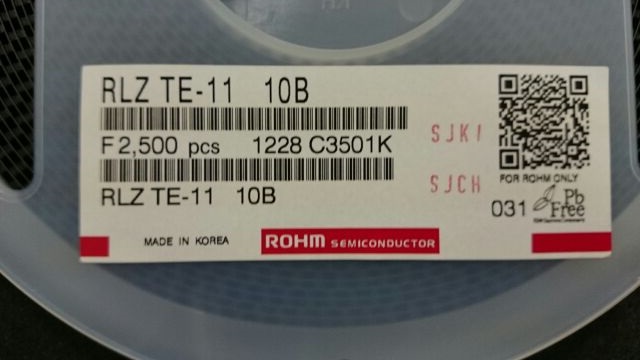 RLZ TE-11 10B
F 2,500 pcs 1228 C3501K
SJK1
RLZ TE-11 10B
SJCH
FOR ROHM ONLY
031
Pb
Free
MADE IN KOREA
ROHM SEMICONDUCTOR